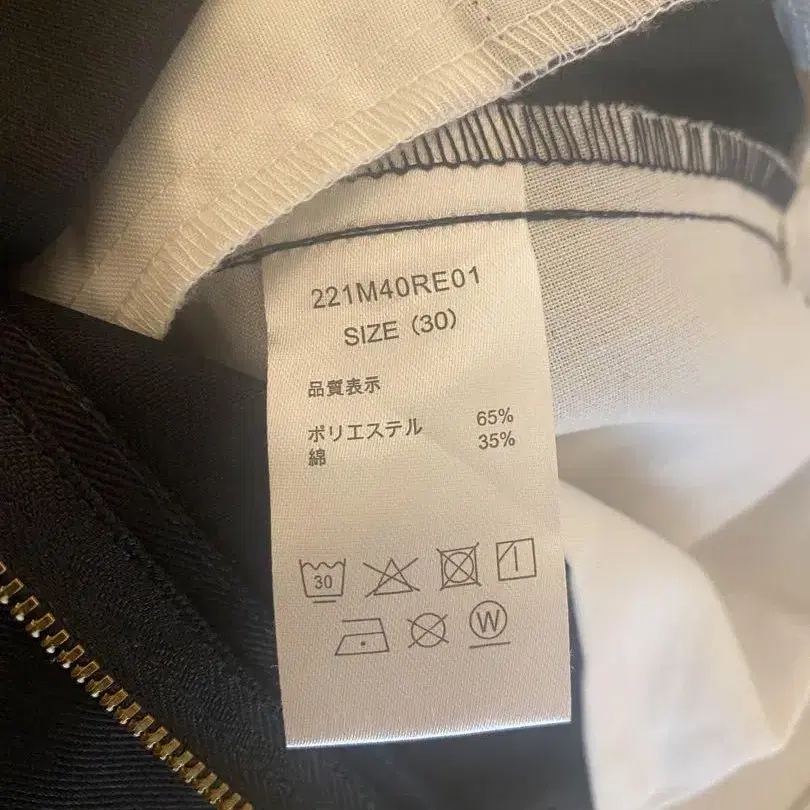 221M40RE01
SIZE (30)
品質表示
ポリエステル 65%
綿 35%
30
W